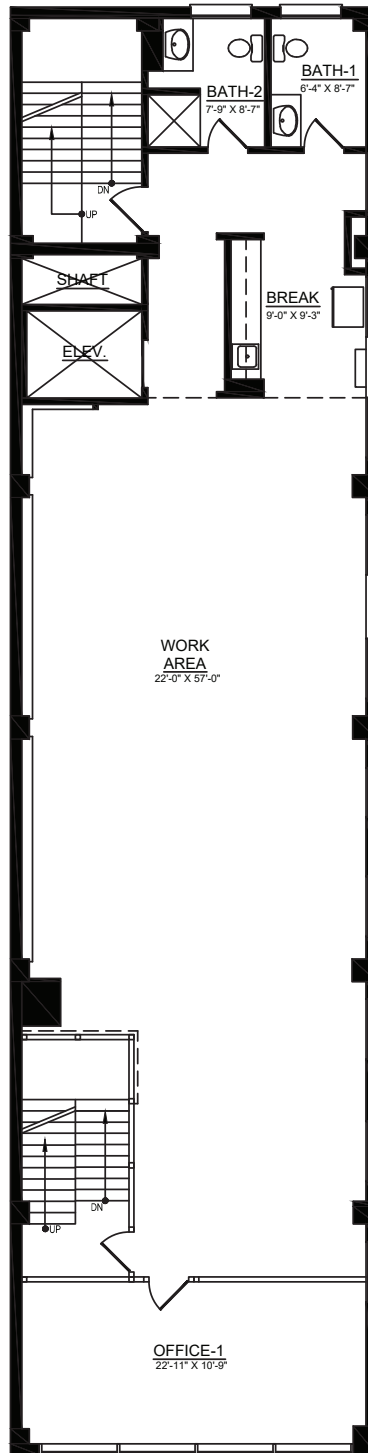 BATH-1
6'-4" X 8'-7"
BATH-2
7'-9" X 8'-7"
DN
UP
SHAFT
BREAK
9'-0" X 9'-3"
ELEV.
WORK
AREA
22'-0" X 57'-0"
DN
UP
OFFICE-1
22'-11" X 10'-9"